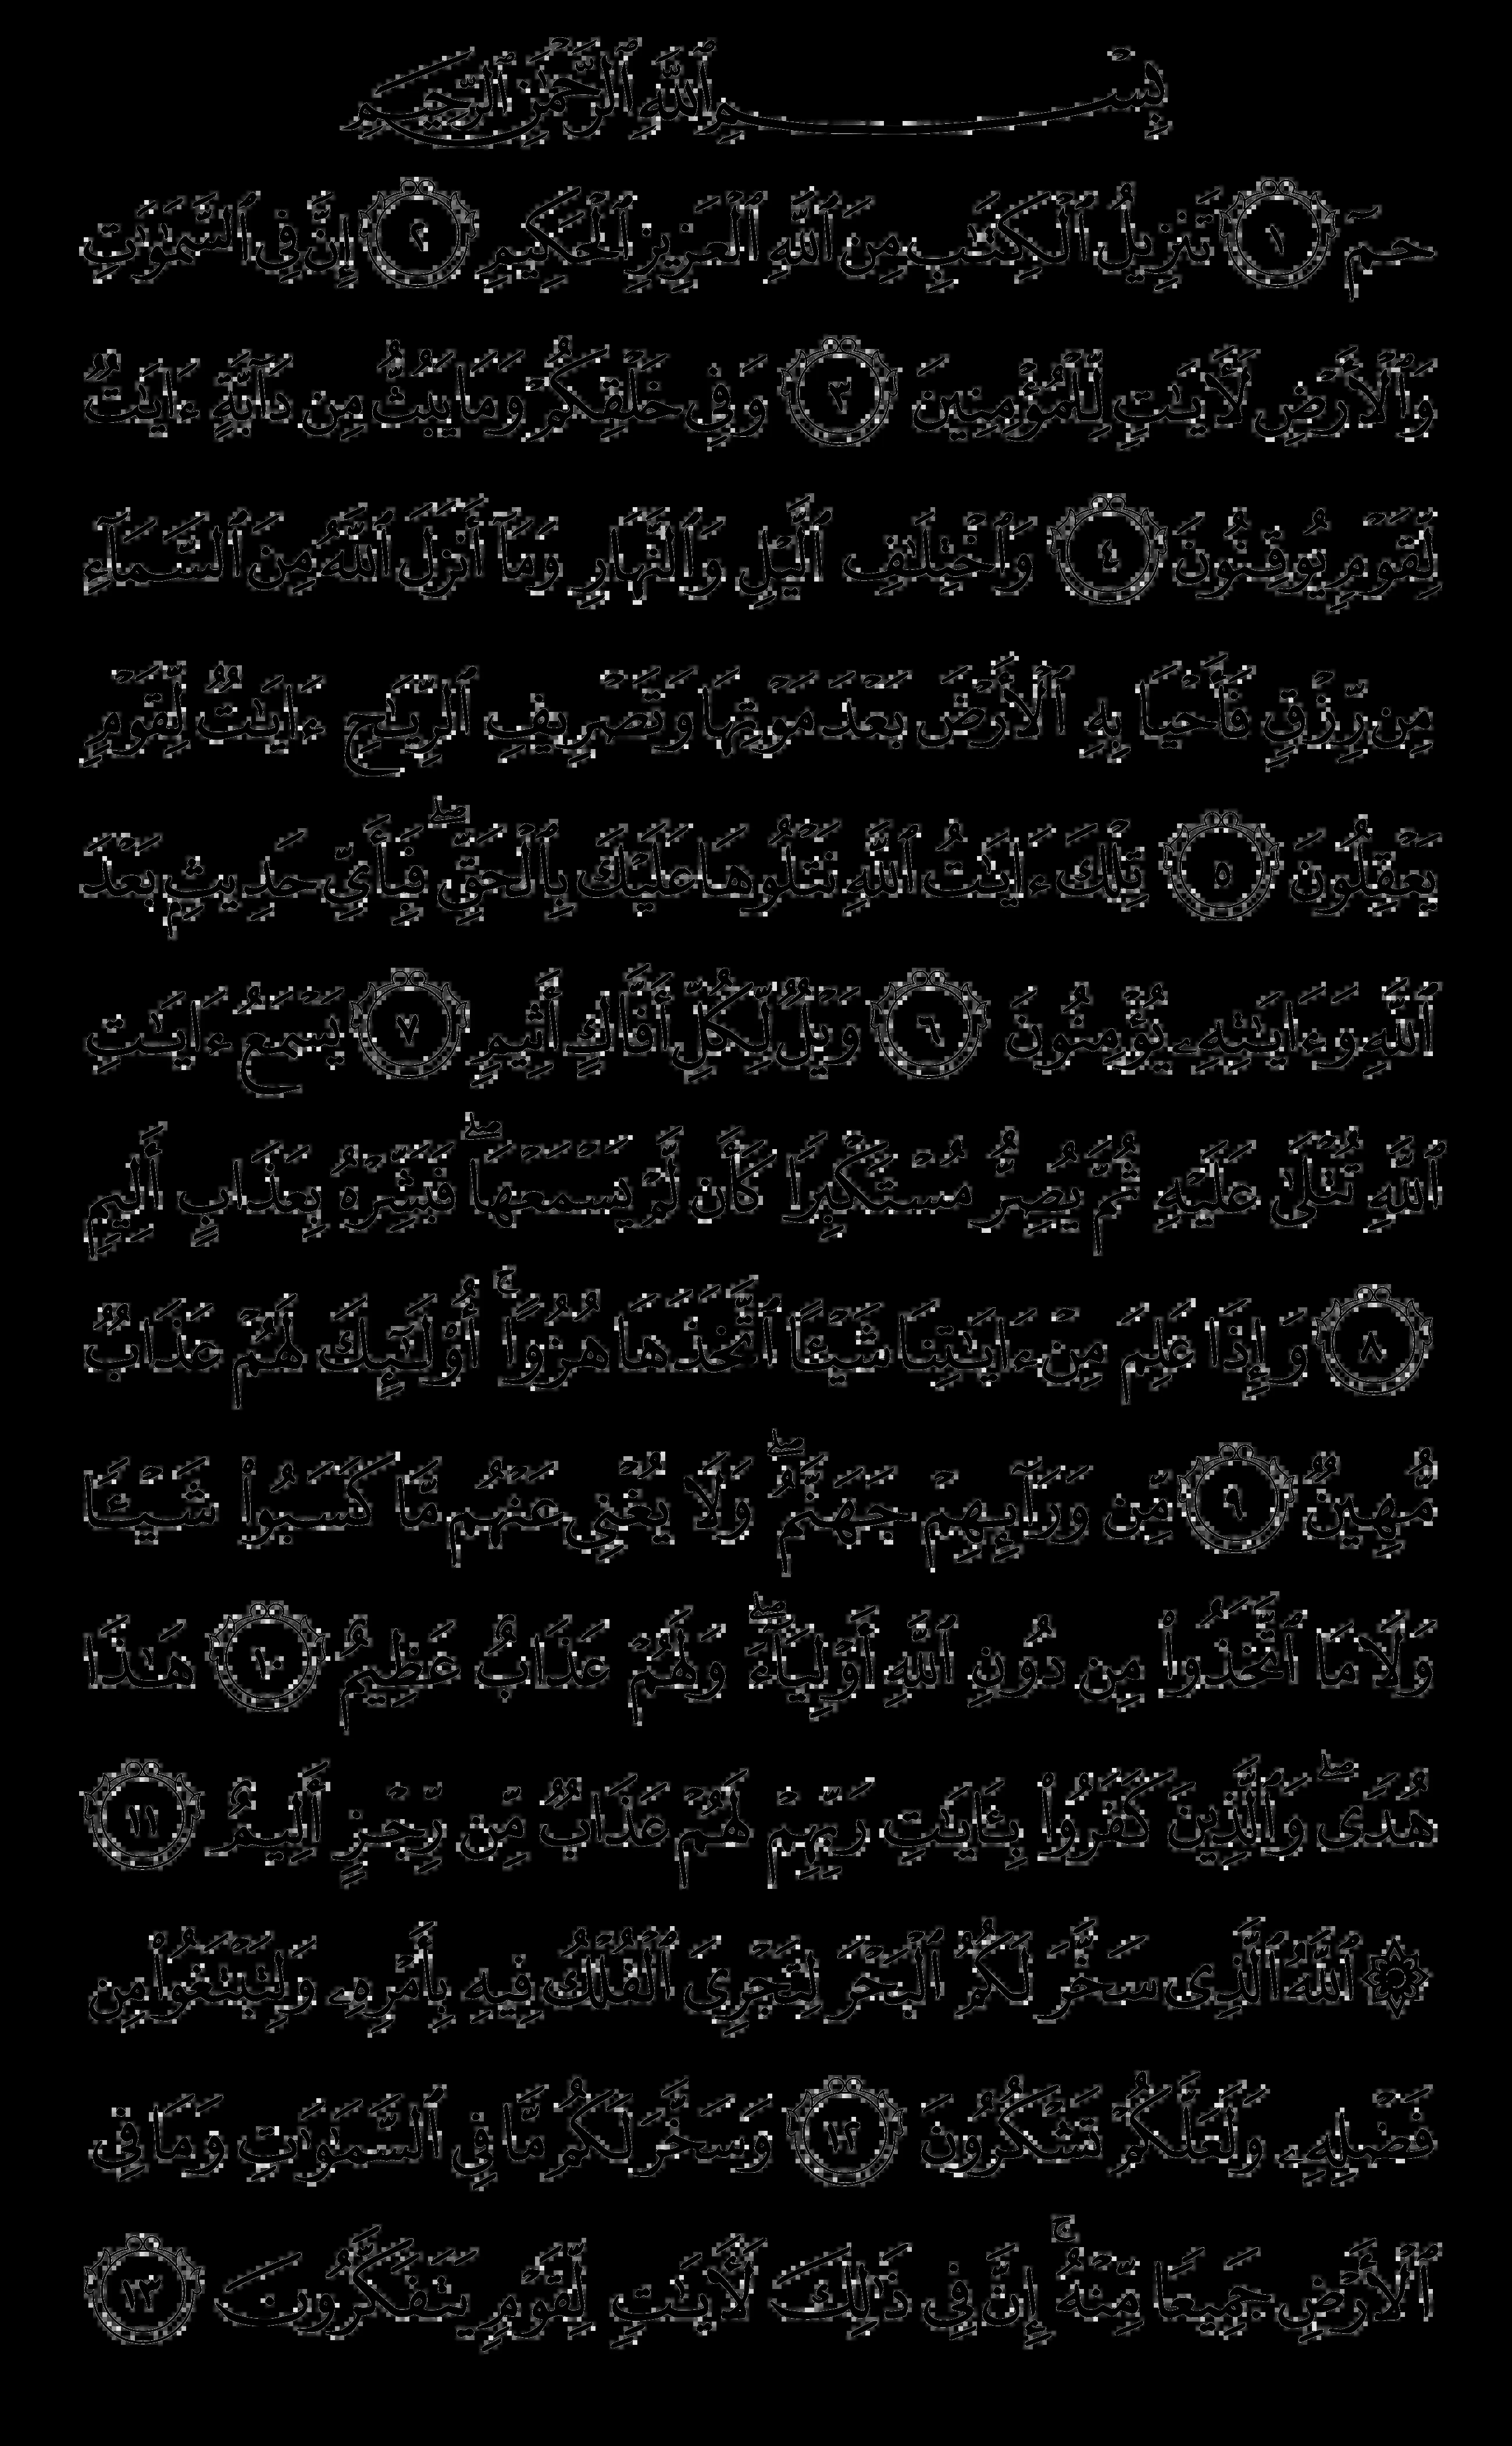 بِسْمِ ٱللَّهِ ٱلرَّحْمَٰنِ ٱلرَّحِيمِ
حمٓ ١ تَنزِيلُ ٱلْكِتَٰبِ مِنَ ٱللَّهِ ٱلْعَزِيزِ ٱلْحَكِيمِ ٢ إِنَّ فِى ٱلسَّمَٰوَٰتِ
وَٱلْأَرْضِ لَءَايَٰتٍ لِّلْمُؤْمِنِينَ ٣ وَفِى خَلْقِكُمْ وَمَا يَبُثُّ مِن دَآبَّةٍ ءَايَٰتٌ
لِّقَوْمٍ يُوقِنُونَ ٤ وَٱخْتِلَٰفِ ٱلَّيْلِ وَٱلنَّهَارِ وَمَآ أَنزَلَ ٱللَّهُ مِنَ ٱلسَّمَآءِ
مِن رِّزْقٍ فَأَحْيَا بِهِ ٱلْأَرْضَ بَعْدَ مَوْتِهَا وَتَصْرِيفِ ٱلرِّيَٰحِ ءَايَٰتٌ لِّقَوْمٍ
يَعْقِلُونَ ٥ تِلْكَ ءَايَٰتُ ٱللَّهِ نَتْلُوهَا عَلَيْكَ بِٱلْحَقِّ ۖ فَبِأَىِّ حَدِيثٍۭ بَعْدَ
ٱللَّهِ وَءَايَٰتِهِۦ يُؤْمِنُونَ ٦ وَيْلٌ لِّكُلِّ أَفَّاكٍ أَثِيمٍ ٧ يَسْمَعُ ءَايَٰتِ
ٱللَّهِ تُتْلَىٰ عَلَيْهِ ثُمَّ يُصِرُّ مُسْتَكْبِرًا كَأَن لَّمْ يَسْمَعْهَا ۖ فَبَشِّرْهُ بِعَذَابٍ أَلِيمٍ
٨ وَإِذَا عَلِمَ مِنْ ءَايَٰتِنَا شَيْـًٔا ٱتَّخَذَهَا هُزُوًا ۚ أُو۟لَٰٓئِكَ لَهُمْ عَذَابٌ
مُّهِينٌ ٩ مِّن وَرَآئِهِمْ جَهَنَّمُ ۖ وَلَا يُغْنِى عَنْهُم مَّا كَسَبُوا۟ شَيْـًٔا
وَلَا مَا ٱتَّخَذُوا۟ مِن دُونِ ٱللَّهِ أَوْلِيَآءَ ۖ وَلَهُمْ عَذَابٌ عَظِيمٌ ١٠ هَٰذَا
هُدًى ۖ وَٱلَّذِينَ كَفَرُوا۟ بِـَٔايَٰتِ رَبِّهِمْ لَهُمْ عَذَابٌ مِّن رِّجْزٍ أَلِيمٌ ١١
۞ ٱللَّهُ ٱلَّذِى سَخَّرَ لَكُمُ ٱلْبَحْرَ لِتَجْرِىَ ٱلْفُلْكُ فِيهِ بِأَمْرِهِۦ وَلِتَبْتَغُوا۟ مِن
فَضْلِهِۦ وَلَعَلَّكُمْ تَشْكُرُونَ ١٢ وَسَخَّرَ لَكُم مَّا فِى ٱلسَّمَٰوَٰتِ وَمَا فِى
ٱلْأَرْضِ جَمِيعًا مِّنْهُ ۚ إِنَّ فِى ذَٰلِكَ لَءَايَٰتٍ لِّقَوْمٍ يَتَفَكَّرُونَ ١٣